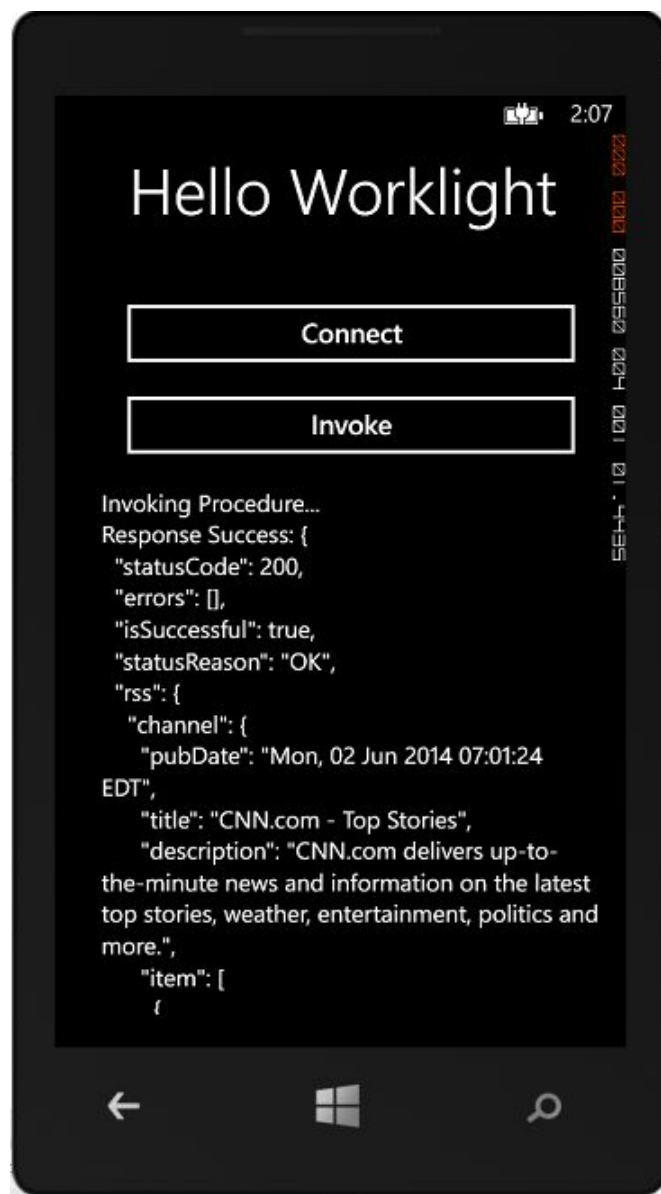 2:07
Hello Worklight
Connect
Invoke
Invoking Procedure...
Response Success: {
"statusCode": 200,
"errors": [],
"isSuccessful": true,
"statusReason": "OK",
"rss": {
"channel": {
"pubDate": "Mon, 02 Jun 2014 07:01:24
EDT",
"title": "CNN.com - Top Stories",
"description": "CNN.com delivers up-to-
the-minute news and information on the latest
top stories, weather, entertainment, politics and
more.",
"item": [
{